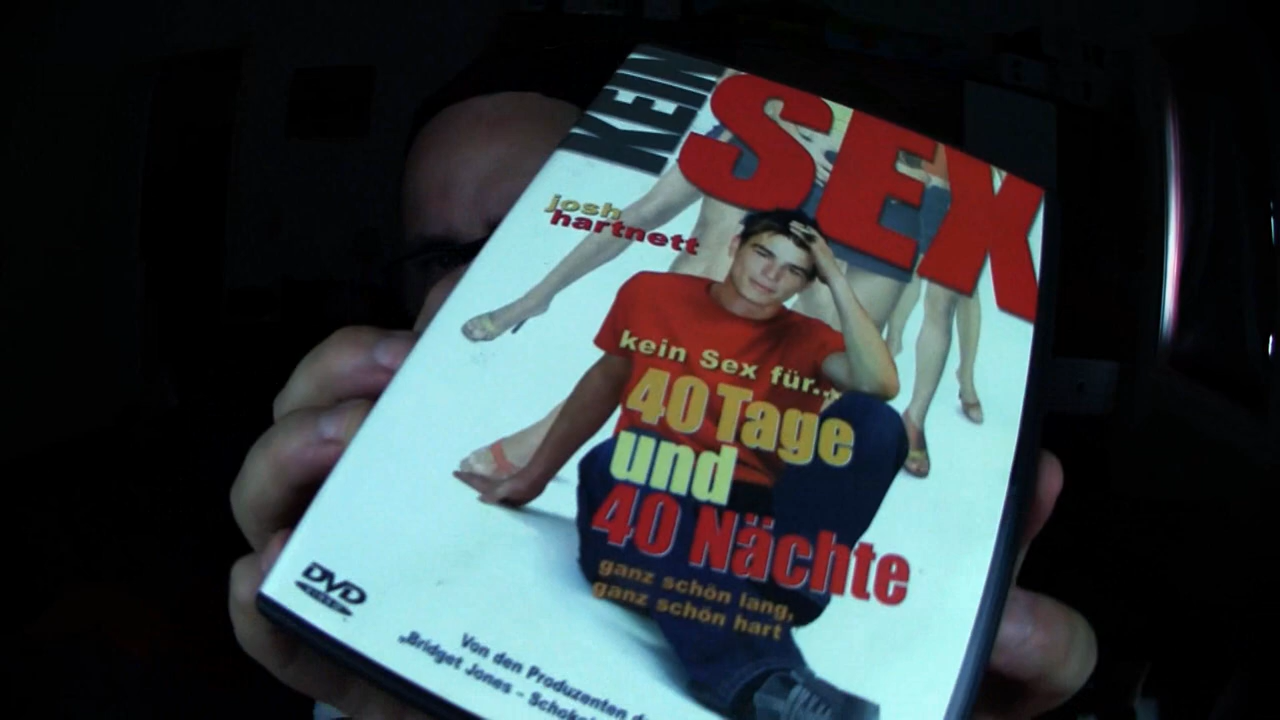 KEIN
SEX
josh
hartnett
kein Sex für...
40 Tage
und
40 Nächte
ganz schön lang,
ganz schön hart
DVD
Von den Produzenten
„Bridget Jones -